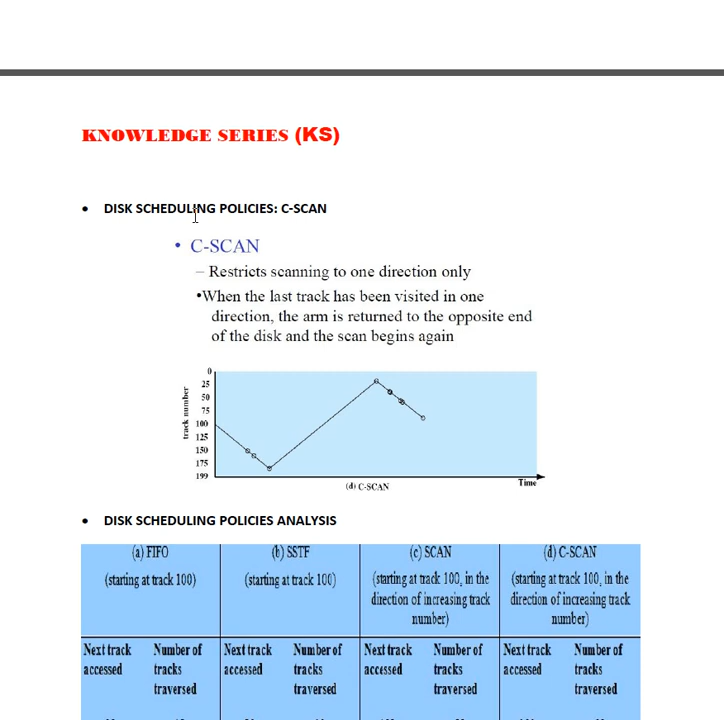 KNOWLEDGE SERIES (KS)
• DISK SCHEDULING POLICIES: C-SCAN
• C-SCAN
– Restricts scanning to one direction only
•When the last track has been visited in one
direction, the arm is returned to the opposite end
of the disk and the scan begins again
track number
0
25
50
75
100
125
150
175
199
(d) C-SCAN
Time
• DISK SCHEDULING POLICIES ANALYSIS
(a) FIFO (b) SSTF (c) SCAN (d) C-SCAN
(starting at track 100) (starting at track 100) (starting at track 100, in the (starting at track 100, in the
direction of increasing track direction of increasing track
number) number)
Next track Number of Next track Number of Next track Number of Next track Number of
accessed tracks accessed tracks accessed tracks accessed tracks
traversed traversed traversed traversed